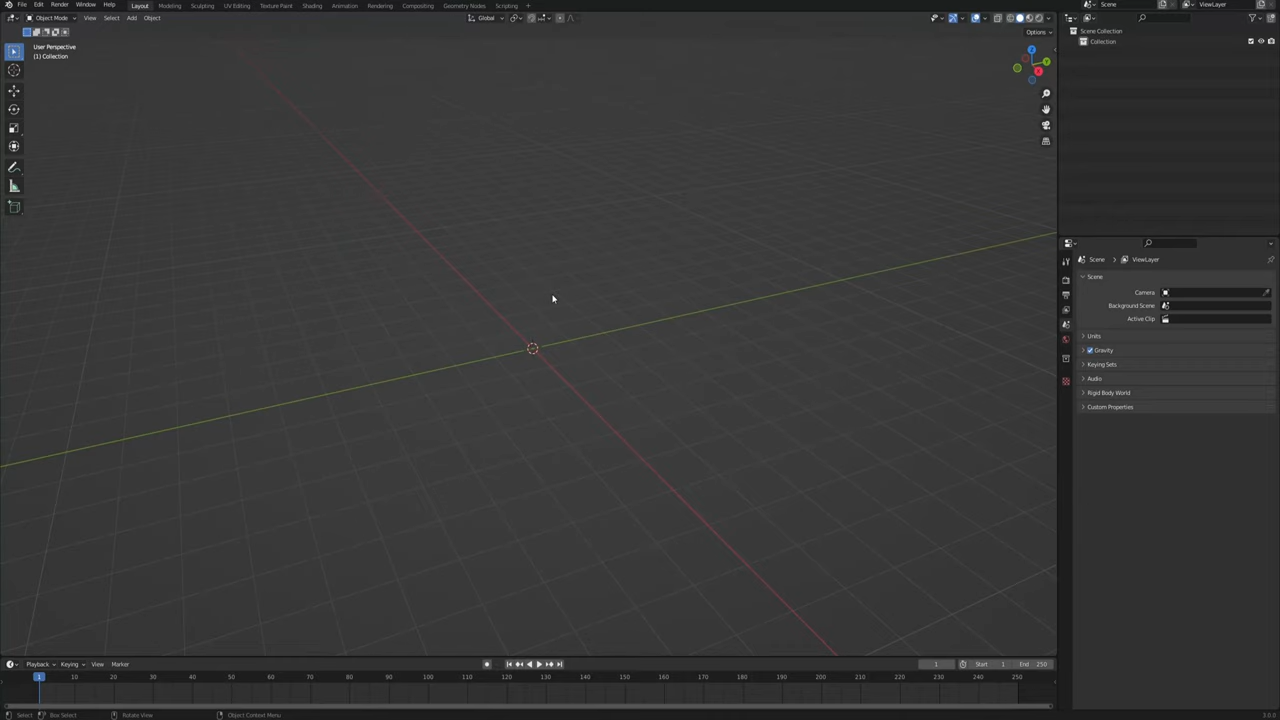 File Edit Render Window Help Layout Modeling Sculpting UV Editing Texture Paint Shading Animation Rendering Compositing Geometry Nodes Scripting + Scene ViewLayer
Object Mode View Select Add Object Global
Options
User Perspective
(1) Collection
Z
Y
X
Scene Collection
Collection
Scene > ViewLayer
Scene
Camera
Background Scene
Active Clip
Units
Gravity
Keying Sets
Audio
Rigid Body World
Custom Properties
Playback Keying View Marker 1 Start 1 End 250
1 10 20 30 40 50 60 70 80 90 100 110 120 130 140 150 160 170 180 190 200 210 220 230 240 250
Select Box Select Rotate View Object Context Menu 3.0.0